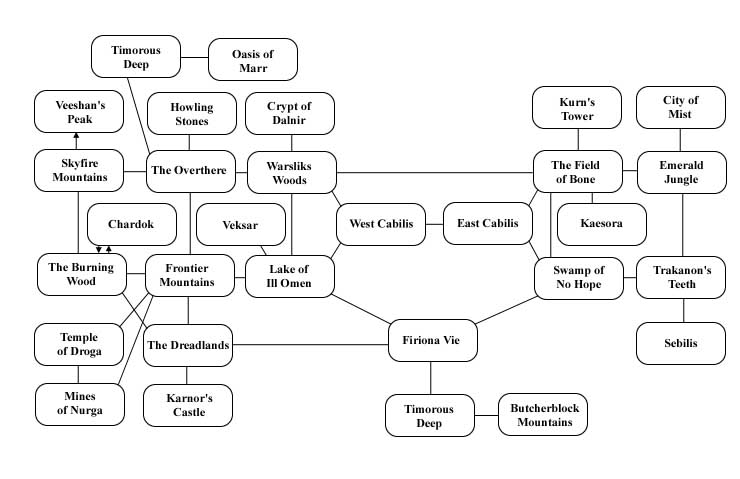 Timorous
Deep
Oasis of
Marr
Veeshan's
Peak
Howling
Stones
Crypt of
Dalnir
Kurn's
Tower
City of
Mist
Skyfire
Mountains
The Overthere
Warsliks
Woods
The Field
of Bone
Emerald
Jungle
Chardok
Veksar
West Cabilis
East Cabilis
Kaesora
The Burning
Wood
Frontier
Mountains
Lake of
Ill Omen
Swamp of
No Hope
Trakanon's
Teeth
Temple
of Droga
The Dreadlands
Firiona Vie
Sebilis
Mines
of Nurga
Karnor's
Castle
Timorous
Deep
Butcherblock
Mountains